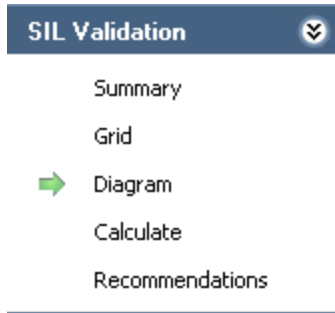 SIL Validation
Summary
Grid
Diagram
Calculate
Recommendations